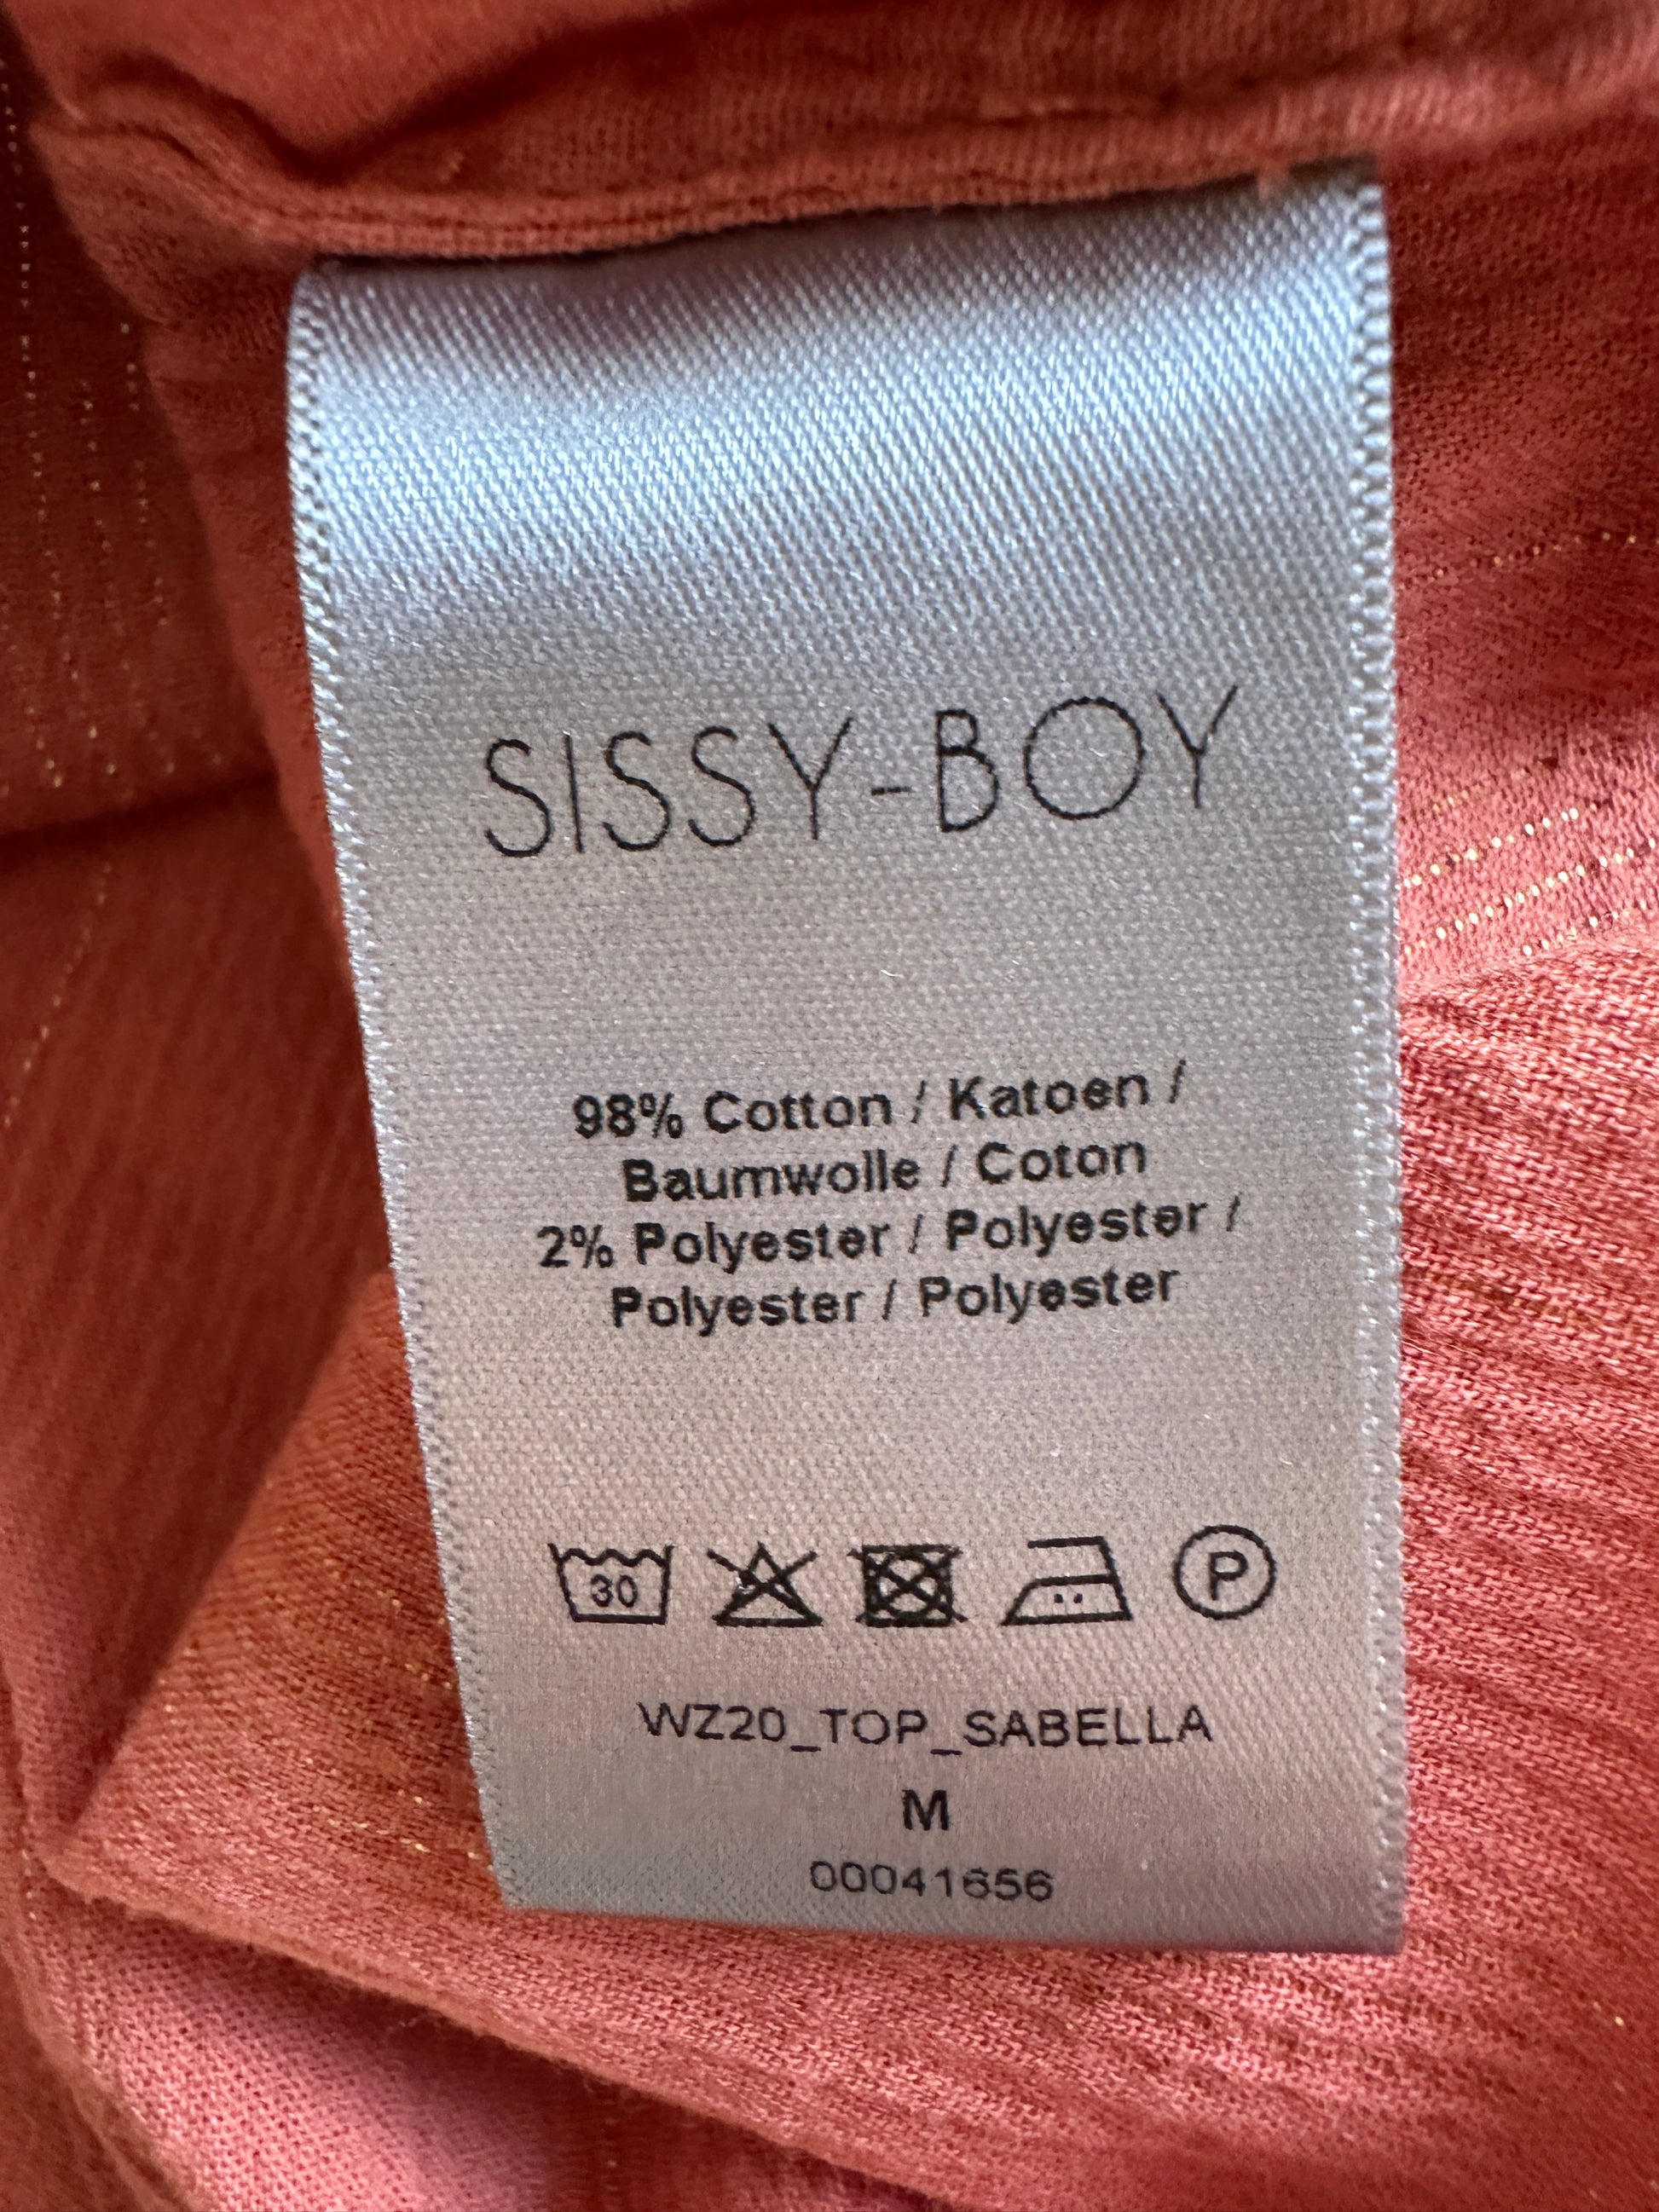 SISSY-BOY
98% Cotton / Katoen /
Baumwolle / Coton
2% Polyester / Polyester /
Polyester / Polyester
30 P
WZ20_TOP_SABELLA
M
00041656